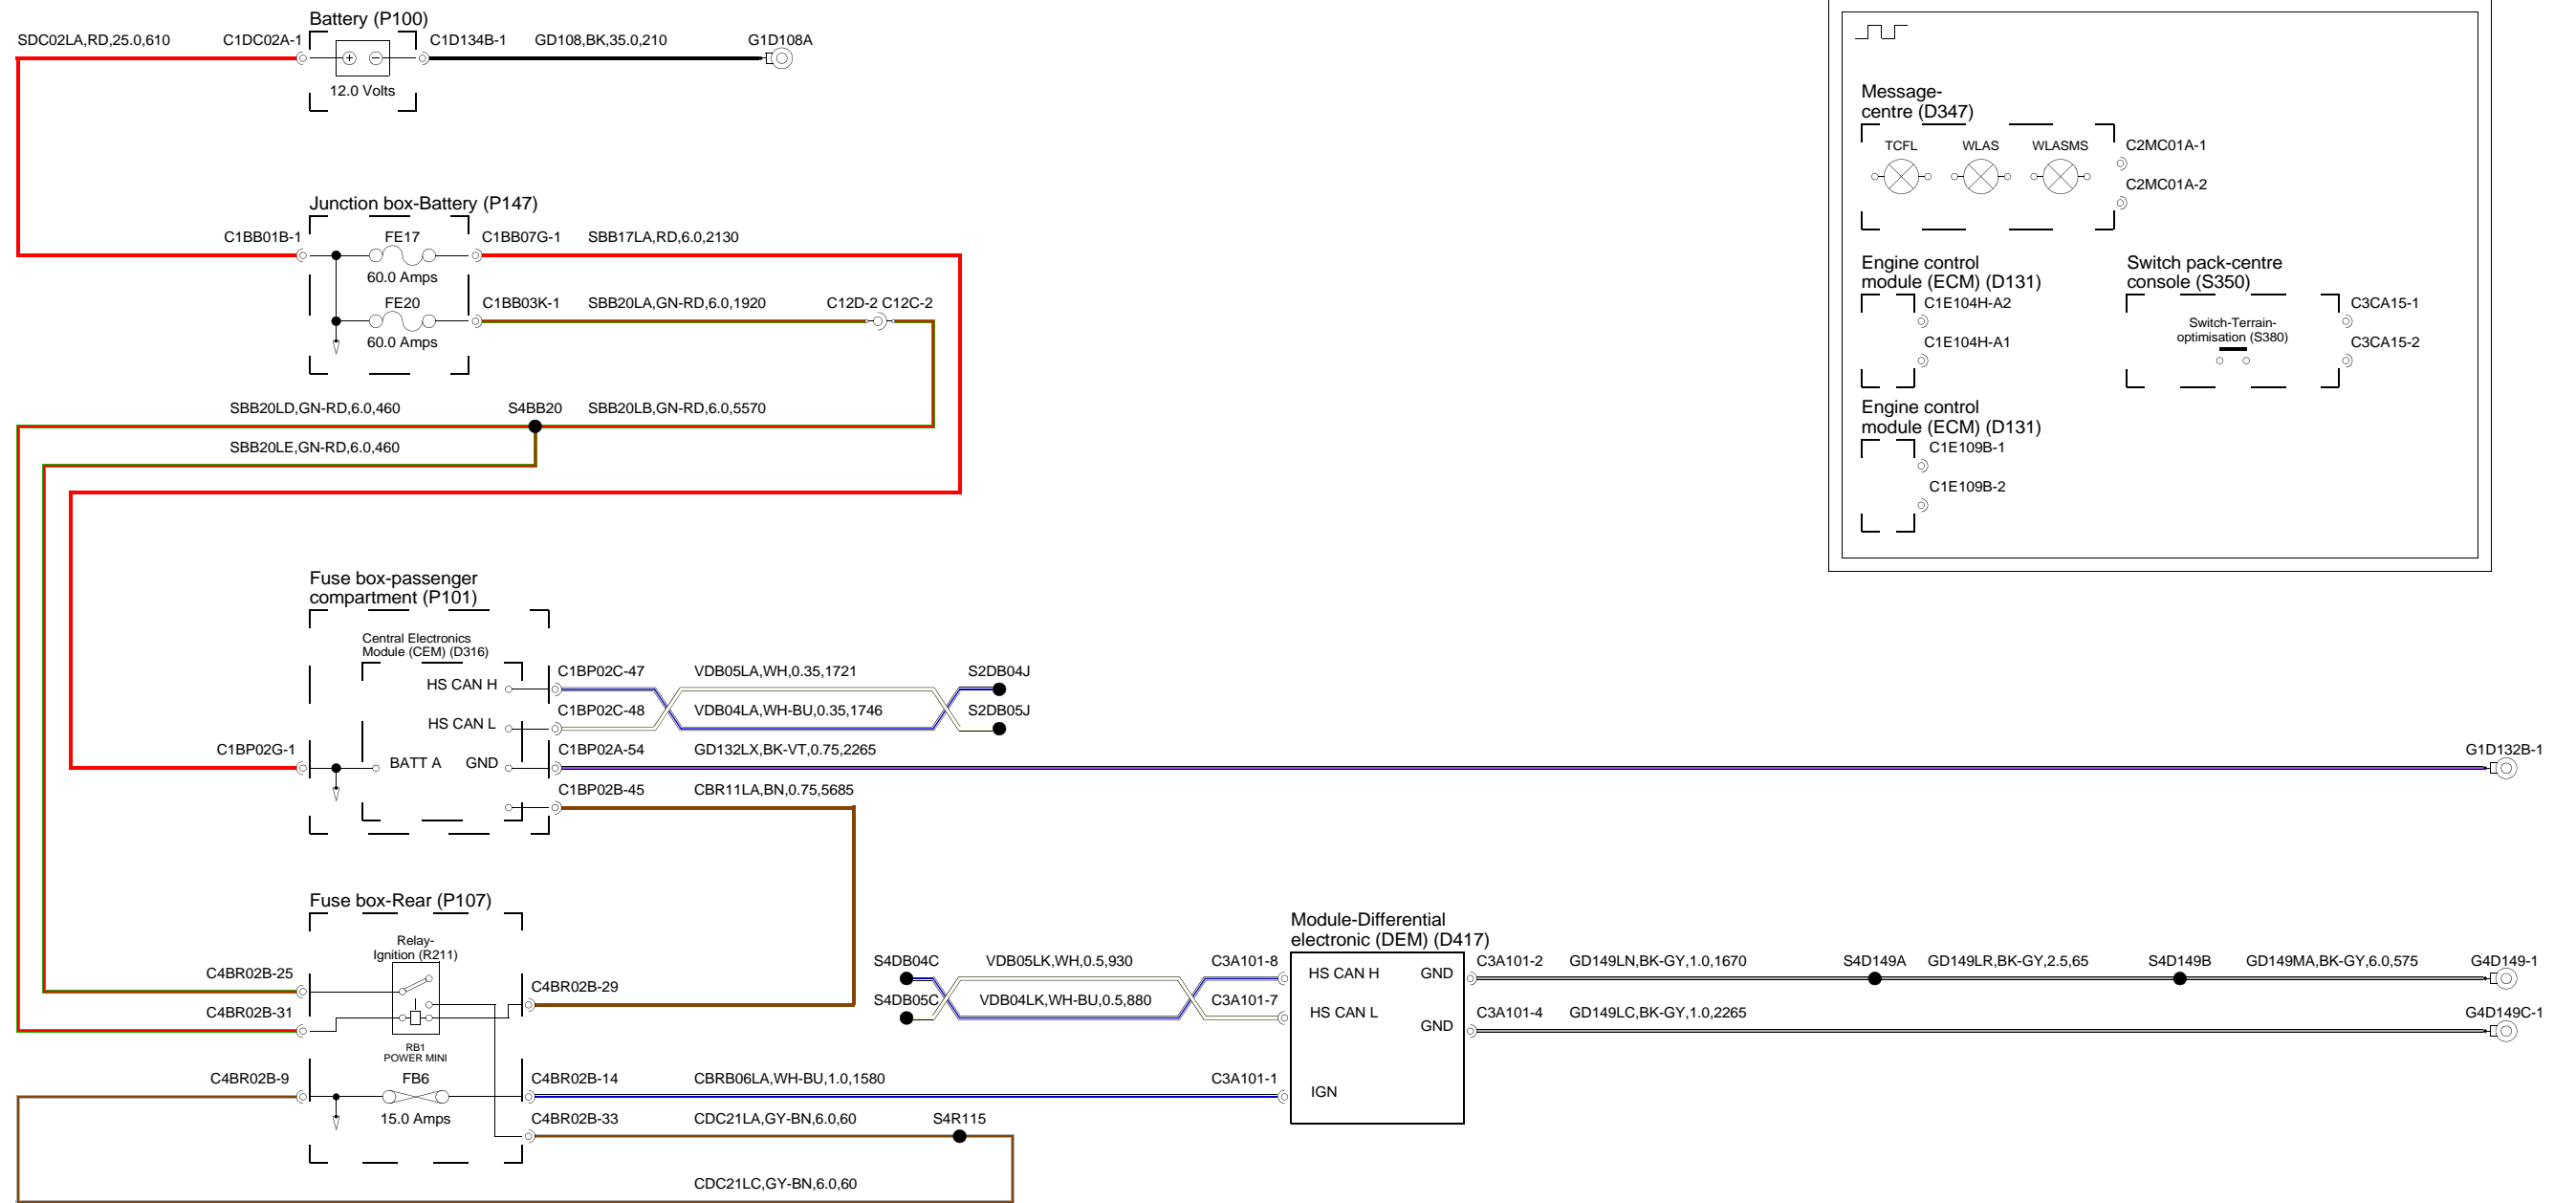 Battery (P100)
SDC02LA,RD,25.0,610
C1DC02A-1
C1D134B-1
GD108,BK,35.0,210
G1D108A
12.0 Volts
Junction box-Battery (P147)
C1BB01B-1
FE17
C1BB07G-1
SBB17LA,RD,6.0,2130
60.0 Amps
FE20
C1BB03K-1
SBB20LA,GN-RD,6.0,1920
C12D-2 C12C-2
60.0 Amps
SBB20LD,GN-RD,6.0,460
S4BB20
SBB20LB,GN-RD,6.0,5570
SBB20LE,GN-RD,6.0,460
Message-
centre (D347)
TCFL
WLAS
WLASMS
C2MC01A-1
C2MC01A-2
Engine control
module (ECM) (D131)
C1E104H-A2
C1E104H-A1
Switch pack-centre
console (S350)
Switch-Terrain-
optimisation (S380)
C3CA15-1
C3CA15-2
Engine control
module (ECM) (D131)
C1E109B-1
C1E109B-2
Fuse box-passenger
compartment (P101)
Central Electronics
Module (CEM) (D316)
HS CAN H
C1BP02C-47
VDB05LA,WH,0.35,1721
S2DB04J
HS CAN L
C1BP02C-48
VDB04LA,WH-BU,0.35,1746
S2DB05J
C1BP02G-1
BATT A
GND
C1BP02A-54
GD132LX,BK-VT,0.75,2265
G1D132B-1
C1BP02B-45
CBR11LA,BN,0.75,5685
Fuse box-Rear (P107)
Relay-
Ignition (R211)
C4BR02B-25
C4BR02B-29
C4BR02B-31
RB1
POWER MINI
C4BR02B-9
FB6
C4BR02B-14
CBRB06LA,WH-BU,1.0,1580
C3A101-1
15.0 Amps
C4BR02B-33
CDC21LA,GY-BN,6.0,60
S4R115
CDC21LC,GY-BN,6.0,60
Module-Differential
electronic (DEM) (D417)
S4DB04C
VDB05LK,WH,0.5,930
C3A101-8
HS CAN H
GND
C3A101-2
GD149LN,BK-GY,1.0,1670
S4D149A
GD149LR,BK-GY,2.5,65
S4D149B
GD149MA,BK-GY,6.0,575
G4D149-1
S4DB05C
VDB04LK,WH-BU,0.5,880
C3A101-7
HS CAN L
GND
C3A101-4
GD149LC,BK-GY,1.0,2265
G4D149C-1
IGN